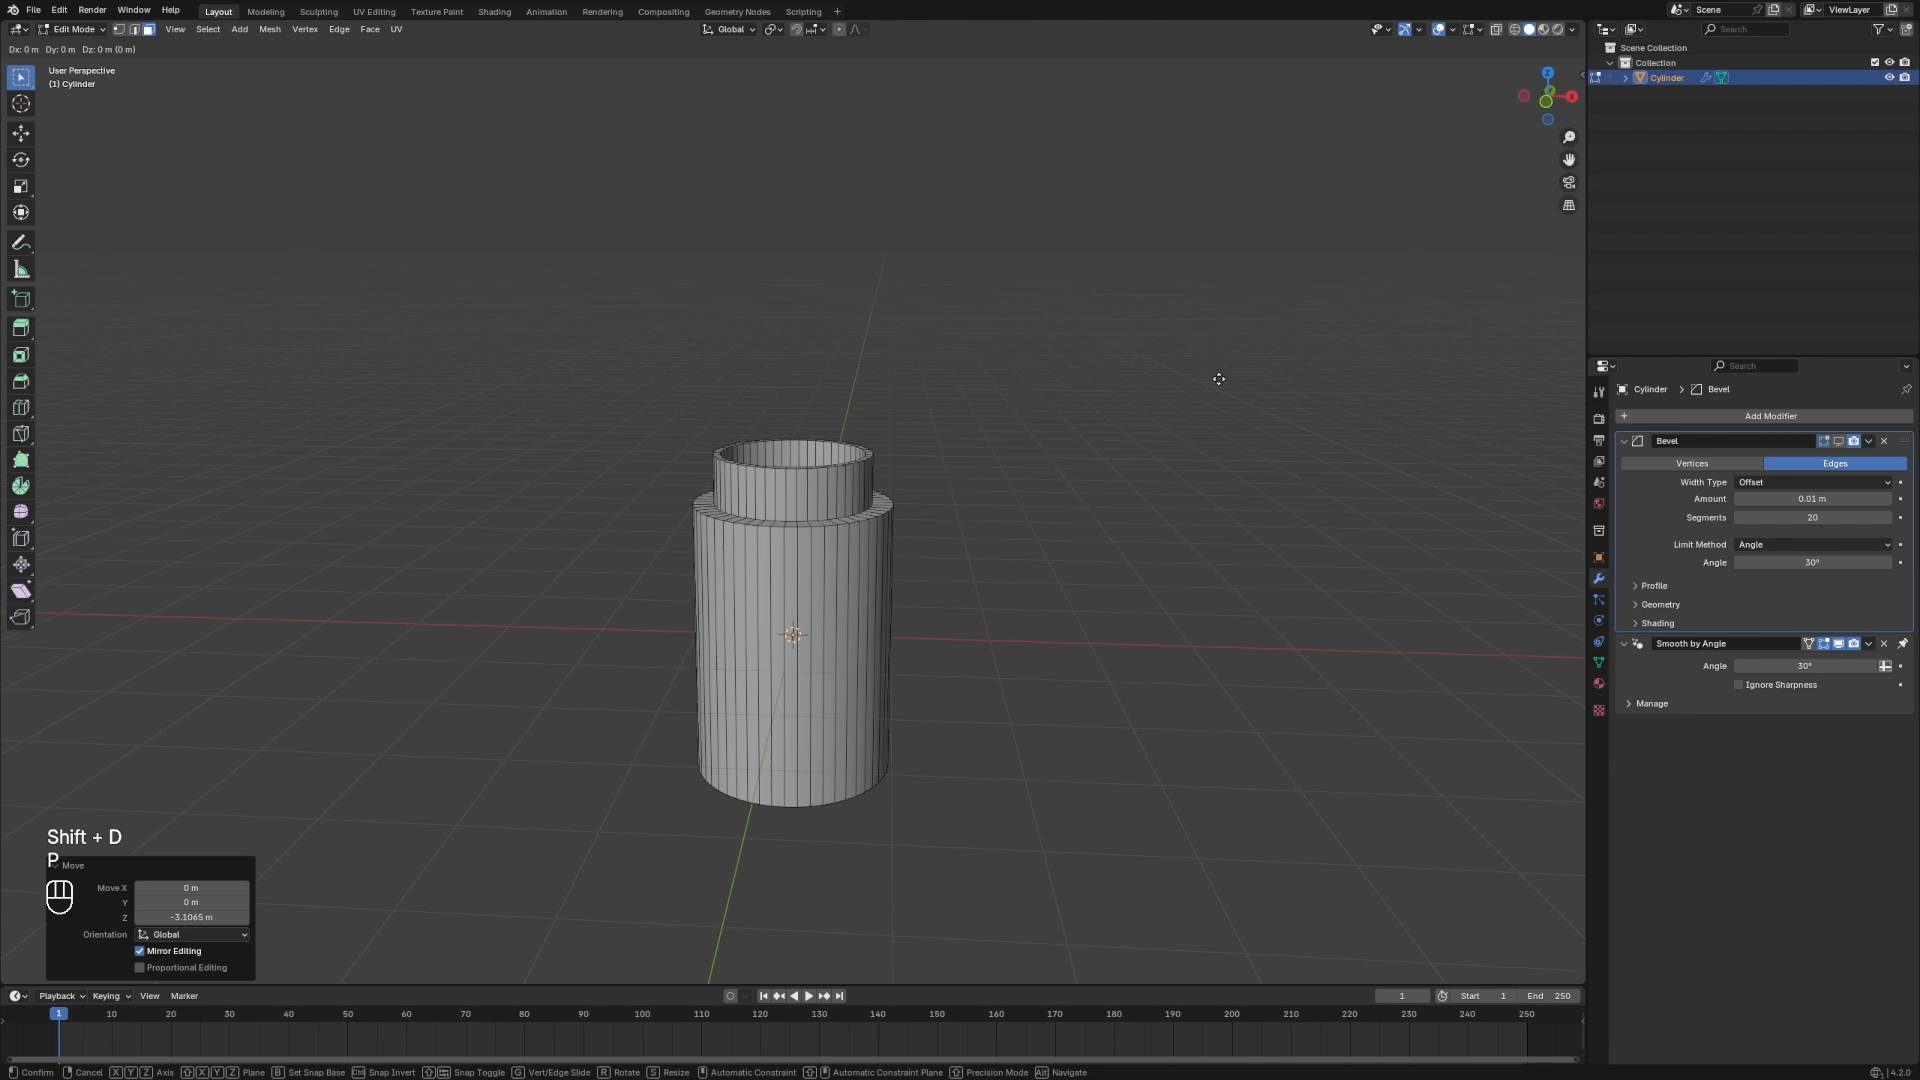 File Edit Render Window Help Layout Modeling Sculpting UV Editing Texture Paint Shading Animation Rendering Compositing Geometry Nodes Scripting + Scene ViewLayer
Edit Mode View Select Add Mesh Vertex Edge Face UV Global Search
Dx: 0 m Dy: 0 m Dz: 0 m (0 m)
User Perspective
(1) Cylinder
Z
Y
X
Scene Collection
Collection
Cylinder
Search
Cylinder > Bevel
+ Add Modifier
Bevel
Vertices Edges
Width Type Offset
Amount 0.01 m
Segments 20
Limit Method Angle
Angle 30°
Profile
Geometry
Shading
Smooth by Angle
Angle 30°
Ignore Sharpness
Manage
Shift + D
P
Move
Move X 0 m
Y 0 m
Z -3.1065 m
Orientation Global
Mirror Editing
Proportional Editing
Playback Keying View Marker 1 Start 1 End 250
1 10 20 30 40 50 60 70 80 90 100 110 120 130 140 150 160 170 180 190 200 210 220 230 240 250
Confirm Cancel X Y Z Axis X Y Z Plane B Set Snap Base Ctrl Snap Invert Snap Toggle G Vert/Edge Slide R Rotate S Resize Automatic Constraint Automatic Constraint Plane Precision Mode Alt Navigate 4.2.0